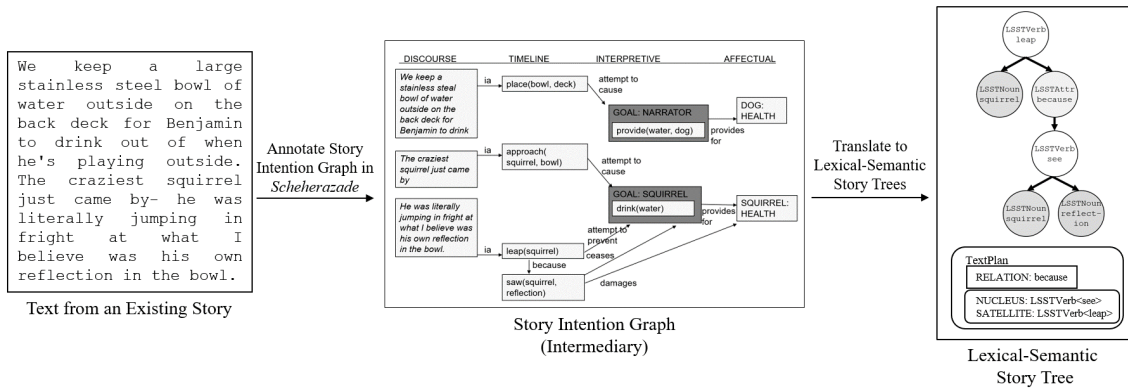 We keep a large
stainless steel bowl of
water outside on the
back deck for Benjamin
to drink out of when
he's playing outside.
The craziest squirrel
just came by- he was
literally jumping in
fright at what I
believe was his own
reflection in the bowl.
Text from an Existing Story
Annotate Story
Intention Graph in
Scheherazade
DISCOURSE TIMELINE INTERPRETIVE AFFECTUAL
We keep a
stainless steal
bowl of water
outside on the
back deck for
Benjamin to drink
ia
place(bowl, deck)
attempt to
cause
GOAL: NARRATOR
provide(water, dog)
provides
for
DOG:
HEALTH
The craziest
squirrel just came
by
ia
approach(
squirrel, bowl)
attempt to
cause
GOAL: SQUIRREL
drink(water)
provides
for
SQUIRREL:
HEALTH
He was literally
jumping in fright at
what I believe was
his own reflection
in the bowl.
ia
leap(squirrel)
attempt to
prevent
ceases
because
saw(squirrel,
reflection)
damages
Story Intention Graph
(Intermediary)
Translate to
Lexical-Semantic
Story Trees
LSSTVerb
leap
LSSTNoun
squirrel
LSSTAttr
because
LSSTVerb
see
LSSTNoun
squirrel
LSSTNoun
reflect-
ion
TextPlan
RELATION: because
NUCLEUS: LSSTVerb<see>
SATELLITE: LSSTVerb<leap>
Lexical-Semantic
Story Tree